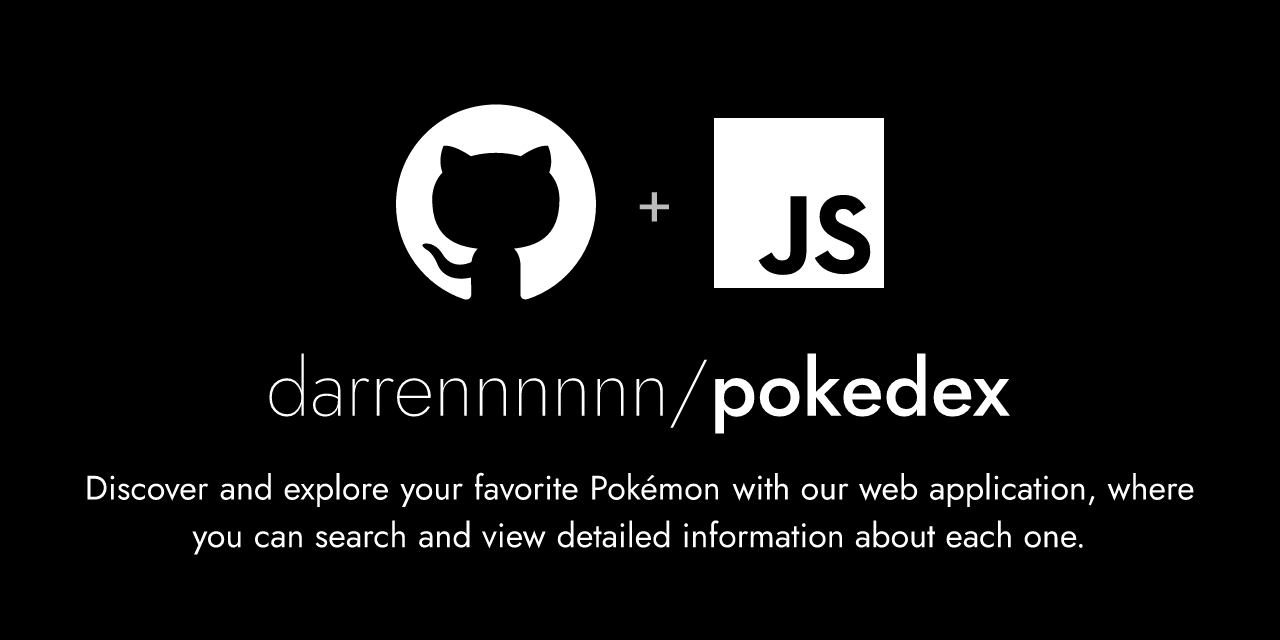 +
JS
darrennnnnn/pokedex
Discover and explore your favorite Pokémon with our web application, where
you can search and view detailed information about each one.